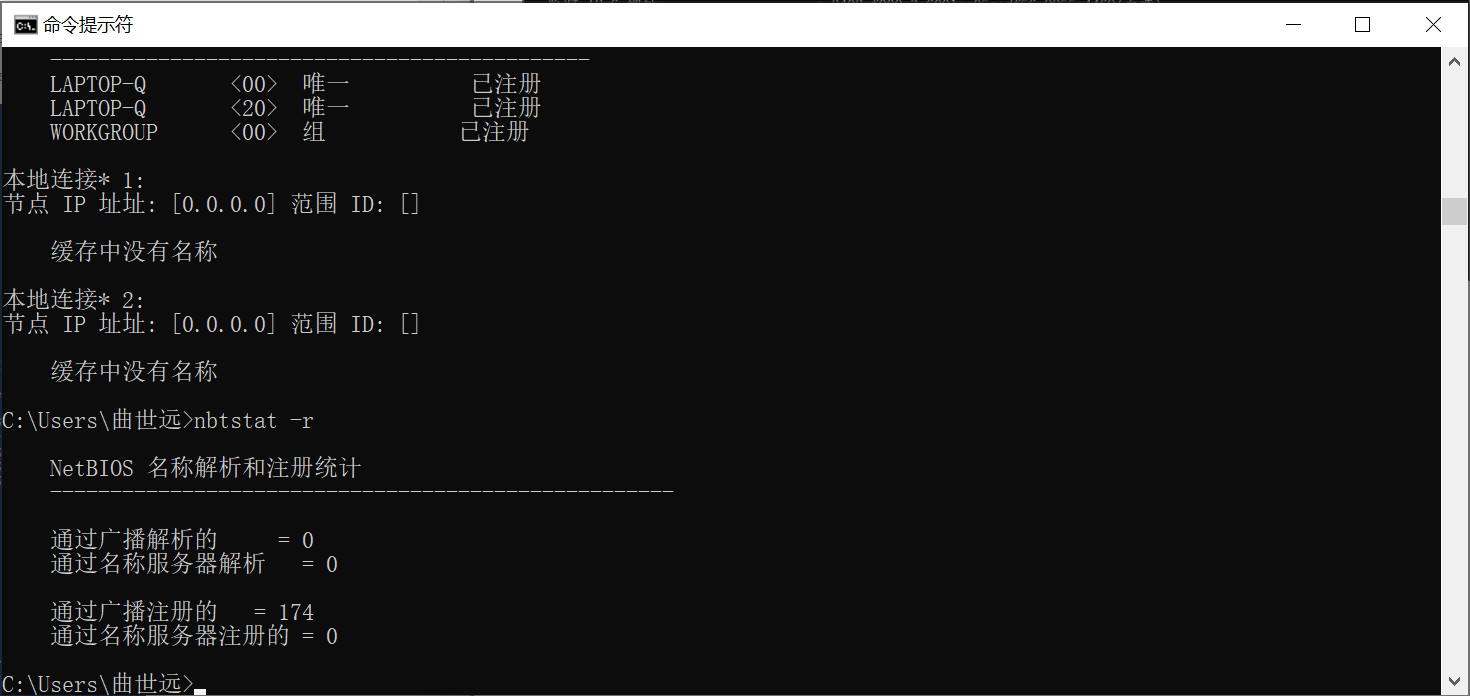 命令提示符
---------------------------------------------
LAPTOP-Q <00> 唯一 已注册
LAPTOP-Q <20> 唯一 已注册
WORKGROUP <00> 组 已注册
本地连接* 1:
节点 IP 址址: [0.0.0.0] 范围 ID: []
缓存中没有名称
本地连接* 2:
节点 IP 址址: [0.0.0.0] 范围 ID: []
缓存中没有名称
C:\Users\曲世远>nbtstat -r
NetBIOS 名称解析和注册统计
----------------------------------------------------
通过广播解析的 = 0
通过名称服务器解析 = 0
通过广播注册的 = 174
通过名称服务器注册的 = 0
C:\Users\曲世远>